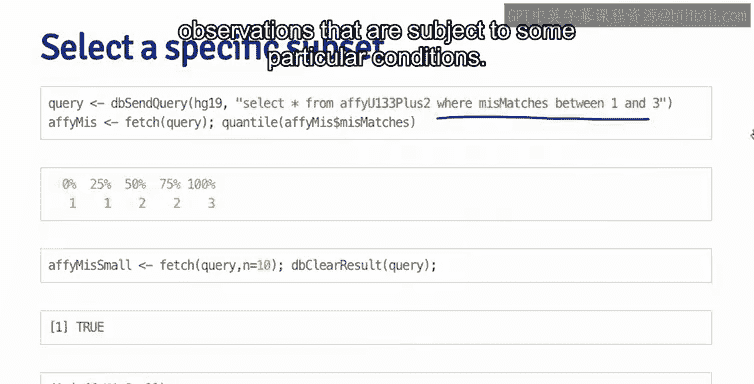 observations that are subject to some
particular conditions.
Select a specific subset
query <- dbSendQuery(hg19, "select * from affyU133Plus2 where misMatches between 1 and 3")
affyMis <- fetch(query); quantile(affyMis$misMatches)
0% 25% 50% 75% 100%
1 1 2 2 3
affyMisSmall <- fetch(query,n=10); dbClearResult(query);
[1] TRUE